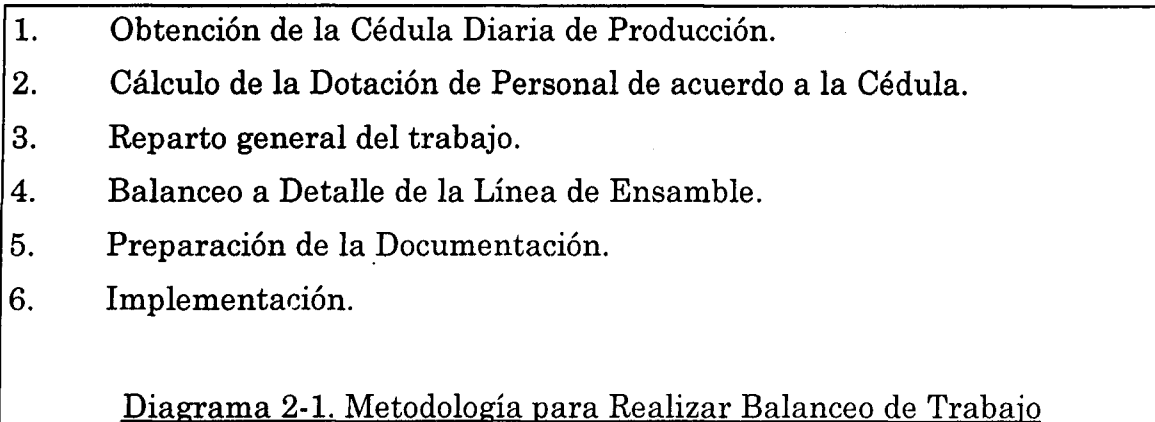 1. Obtención de la Cédula Diaria de Producción.
2. Cálculo de la Dotación de Personal de acuerdo a la Cédula.
3. Reparto general del trabajo.
4. Balanceo a Detalle de la Línea de Ensamble.
5. Preparación de la Documentación.
6. Implementación.
Diagrama 2-1. Metodología para Realizar Balanceo de Trabajo